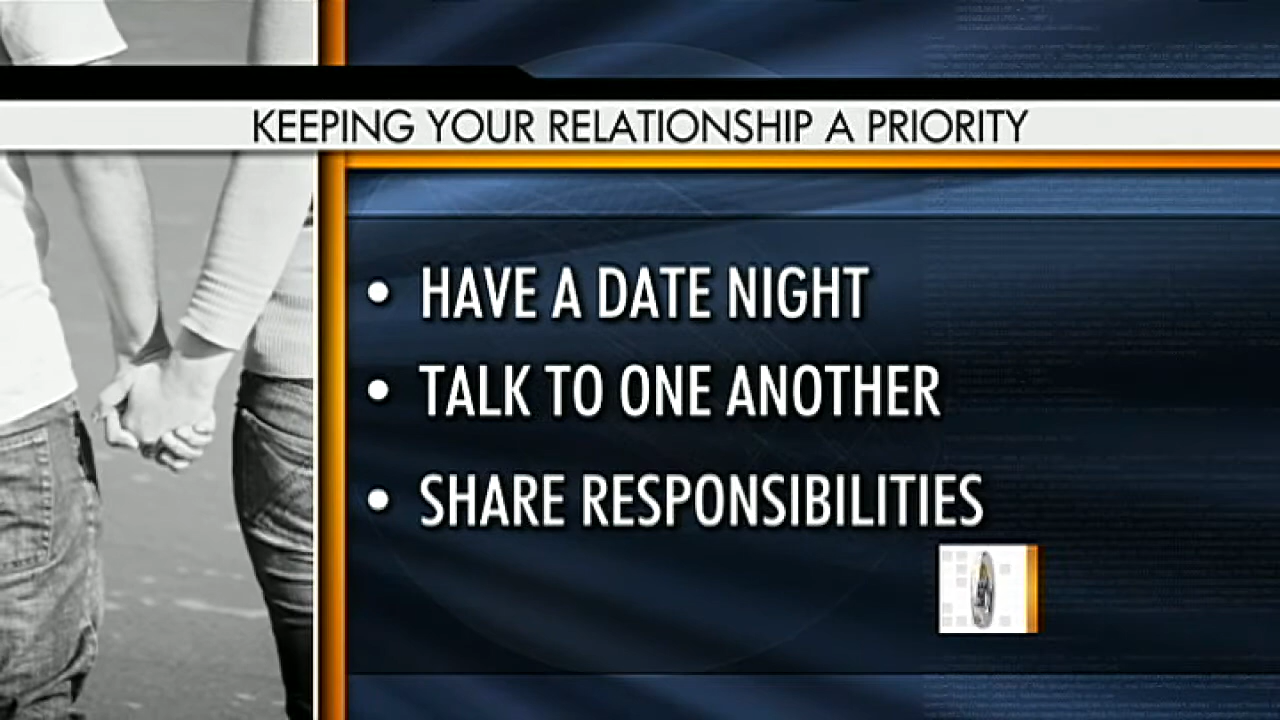 KEEPING YOUR RELATIONSHIP A PRIORITY
• HAVE A DATE NIGHT
• TALK TO ONE ANOTHER
• SHARE RESPONSIBILITIES